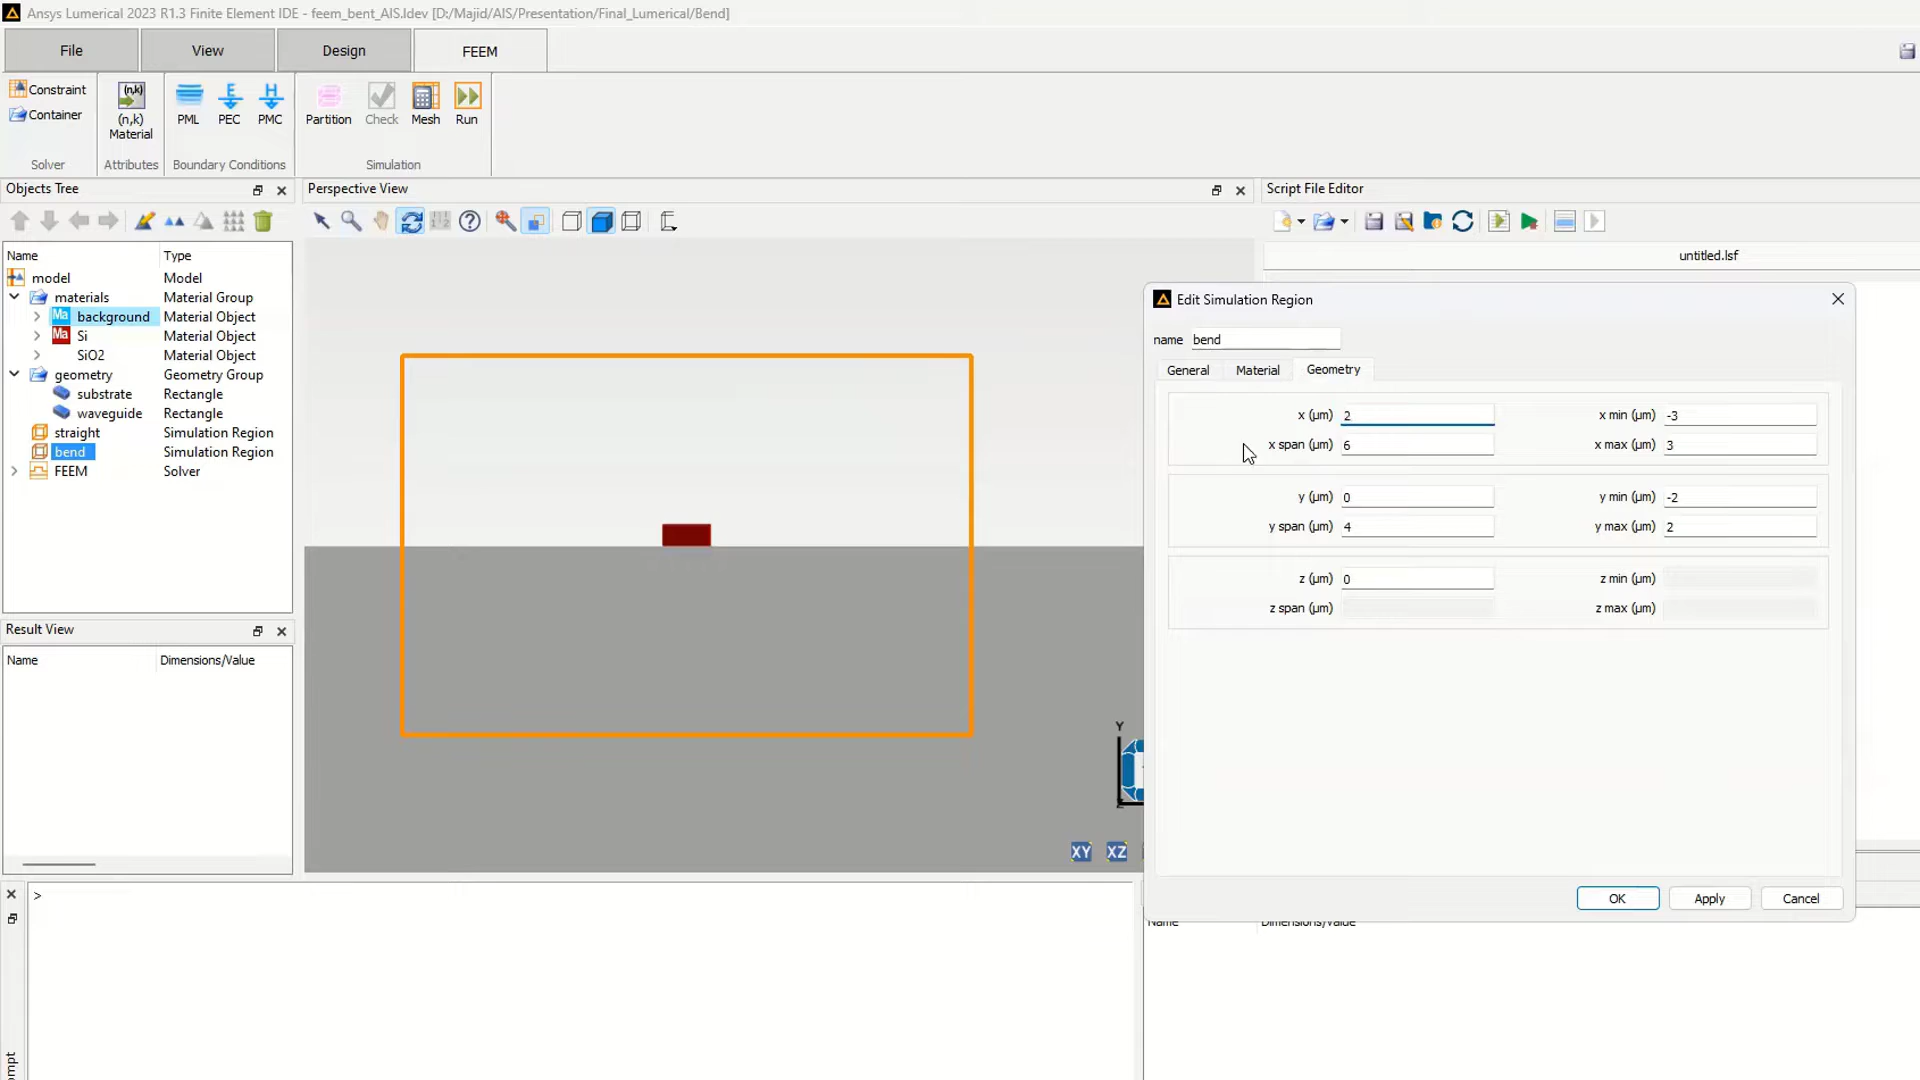 Ansys Lumerical 2023 R1.3 Finite Element IDE - feem_bent_AIS.ldev [D:/Majid/AIS/Presentation/Final_Lumerical/Bend]
File View Design FEEM
Constraint
Container
(n,k)
(n,k)
Material
E
H
PML PEC PMC
Partition Check Mesh Run
Solver Attributes Boundary Conditions Simulation
Objects Tree
Name Type
model Model
materials Material Group
Ma background Material Object
Ma Si Material Object
SiO2 Material Object
geometry Geometry Group
substrate Rectangle
waveguide Rectangle
straight Simulation Region
bend Simulation Region
FEEM Solver
Result View
Name Dimensions/Value
Perspective View
Y
Z
XY XZ
>
Script File Editor
untitled.lsf
Edit Simulation Region
name bend
General Material Geometry
x (µm) 2 x min (µm) -3
x span (µm) 6 x max (µm) 3
y (µm) 0 y min (µm) -2
y span (µm) 4 y max (µm) 2
z (µm) 0 z min (µm)
z span (µm) z max (µm)
OK Apply Cancel
Name Dimensions/Value
ompt